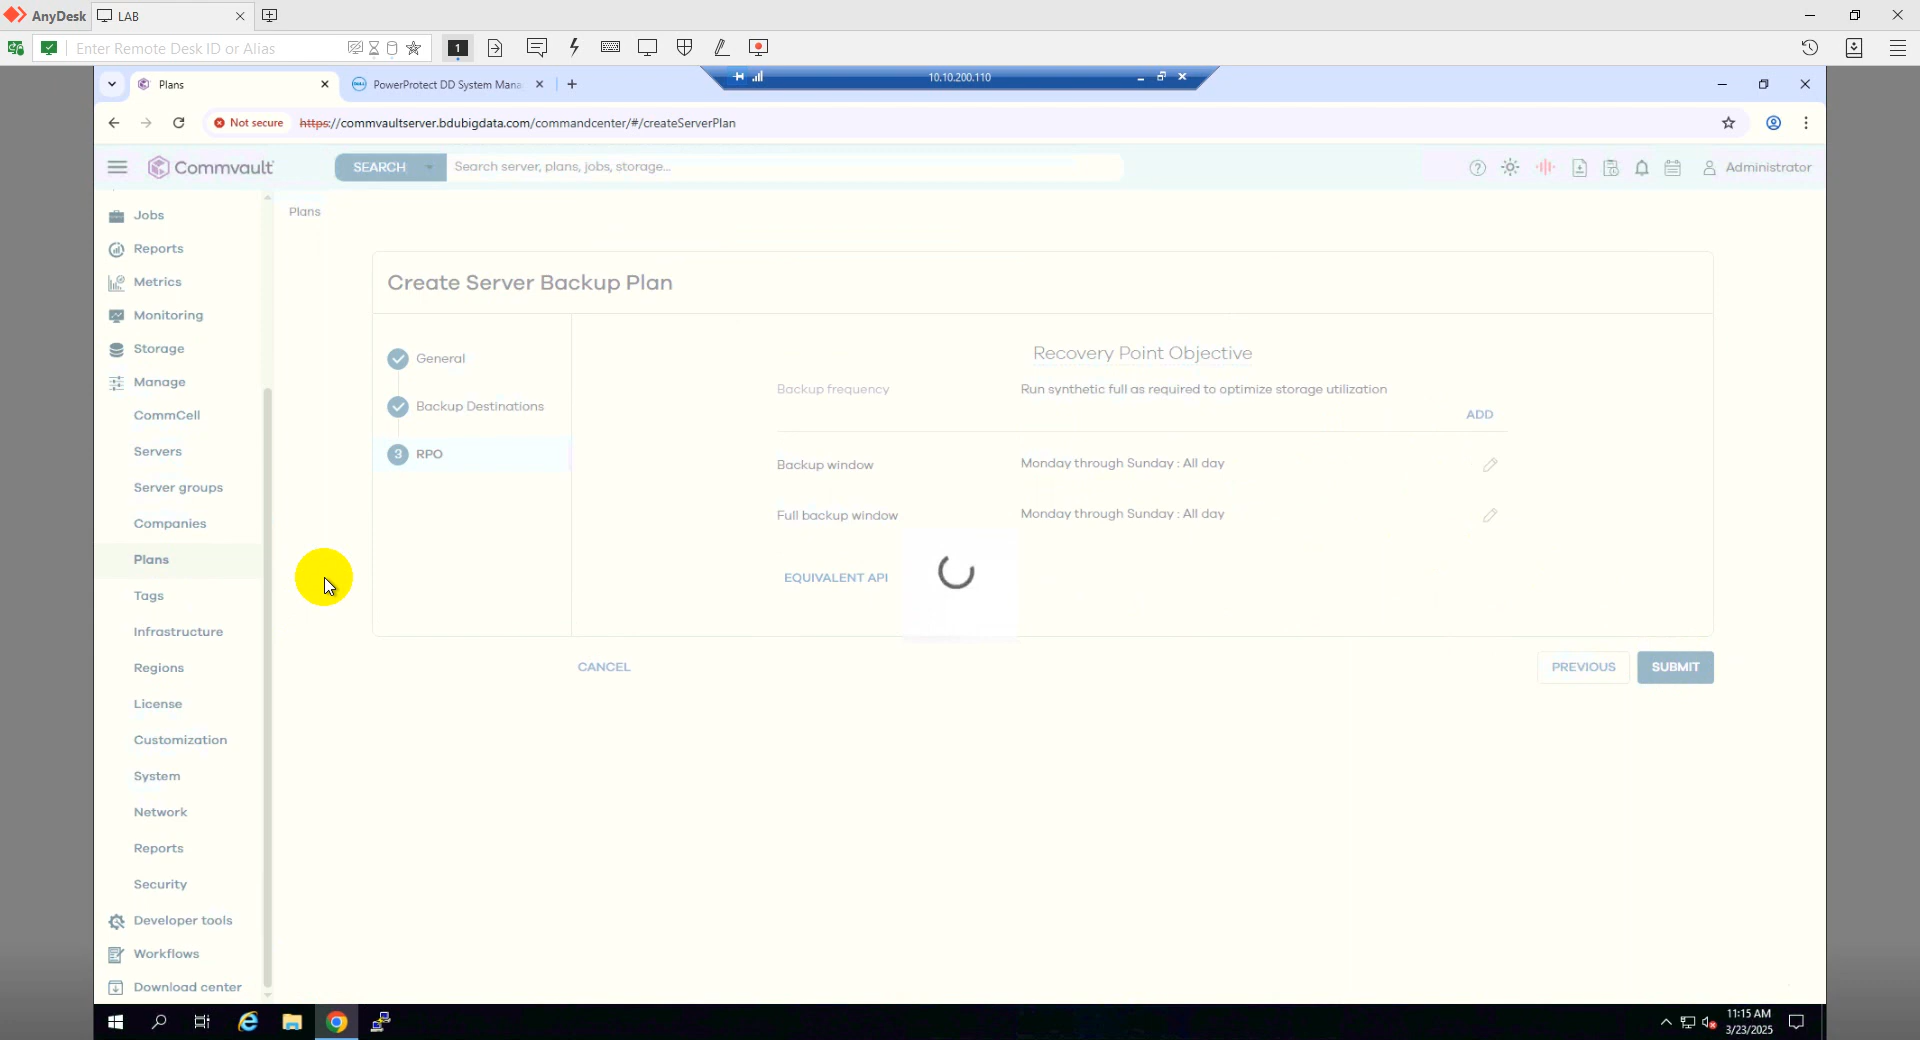 AnyDesk
LAB
Enter Remote Desk ID or Alias
1
Plans
PowerProtect DD System Mana
10.10.200.110
Not secure
https://commvaultserver.bdubigdata.com/commandcenter/#/createServerPlan
Commvault
SEARCH
Search server, plans, jobs, storage...
Administrator
Jobs
Reports
Metrics
Monitoring
Storage
Manage
CommCell
Servers
Server groups
Companies
Plans
Tags
Infrastructure
Regions
License
Customization
System
Network
Reports
Security
Developer tools
Workflows
Download center
Plans
Create Server Backup Plan
General
Backup Destinations
3 RPO
Recovery Point Objective
Backup frequency
Run synthetic full as required to optimize storage utilization
ADD
Backup window
Monday through Sunday : All day
Full backup window
Monday through Sunday : All day
EQUIVALENT API
CANCEL
PREVIOUS
SUBMIT
11:15 AM
3/23/2025